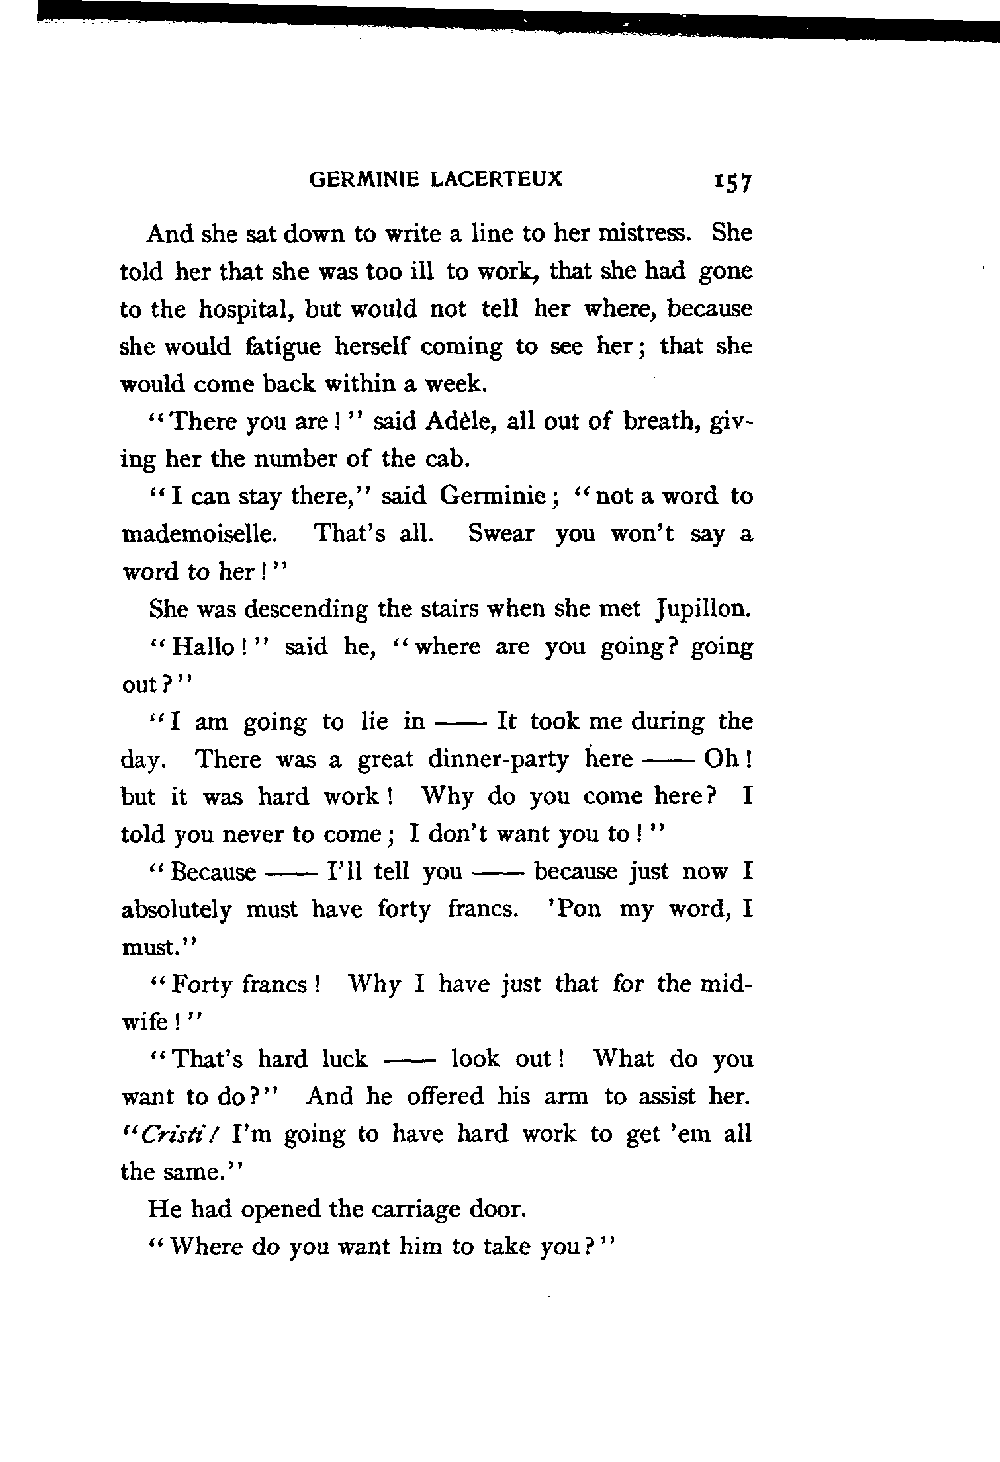 GERMINIE LACERTEUX 157
And she sat down to write a line to her mistress. She
told her that she was too ill to work, that she had gone
to the hospital, but would not tell her where, because
she would fatigue herself coming to see her; that she
would come back within a week.
“There you are!” said Adèle, all out of breath, giv-
ing her the number of the cab.
“I can stay there,” said Germinie; “not a word to
mademoiselle. That’s all. Swear you won’t say a
word to her!”
She was descending the stairs when she met Jupillon.
“Hallo!” said he, “where are you going? going
out?”
“I am going to lie in —— It took me during the
day. There was a great dinner-party here —— Oh!
but it was hard work! Why do you come here? I
told you never to come; I don’t want you to!”
“Because —— I’ll tell you —— because just now I
absolutely must have forty francs. ’Pon my word, I
must.”
“Forty francs! Why I have just that for the mid-
wife!”
“That’s hard luck —— look out! What do you
want to do?” And he offered his arm to assist her.
“Cristi! I’m going to have hard work to get ’em all
the same.”
He had opened the carriage door.
“Where do you want him to take you?”